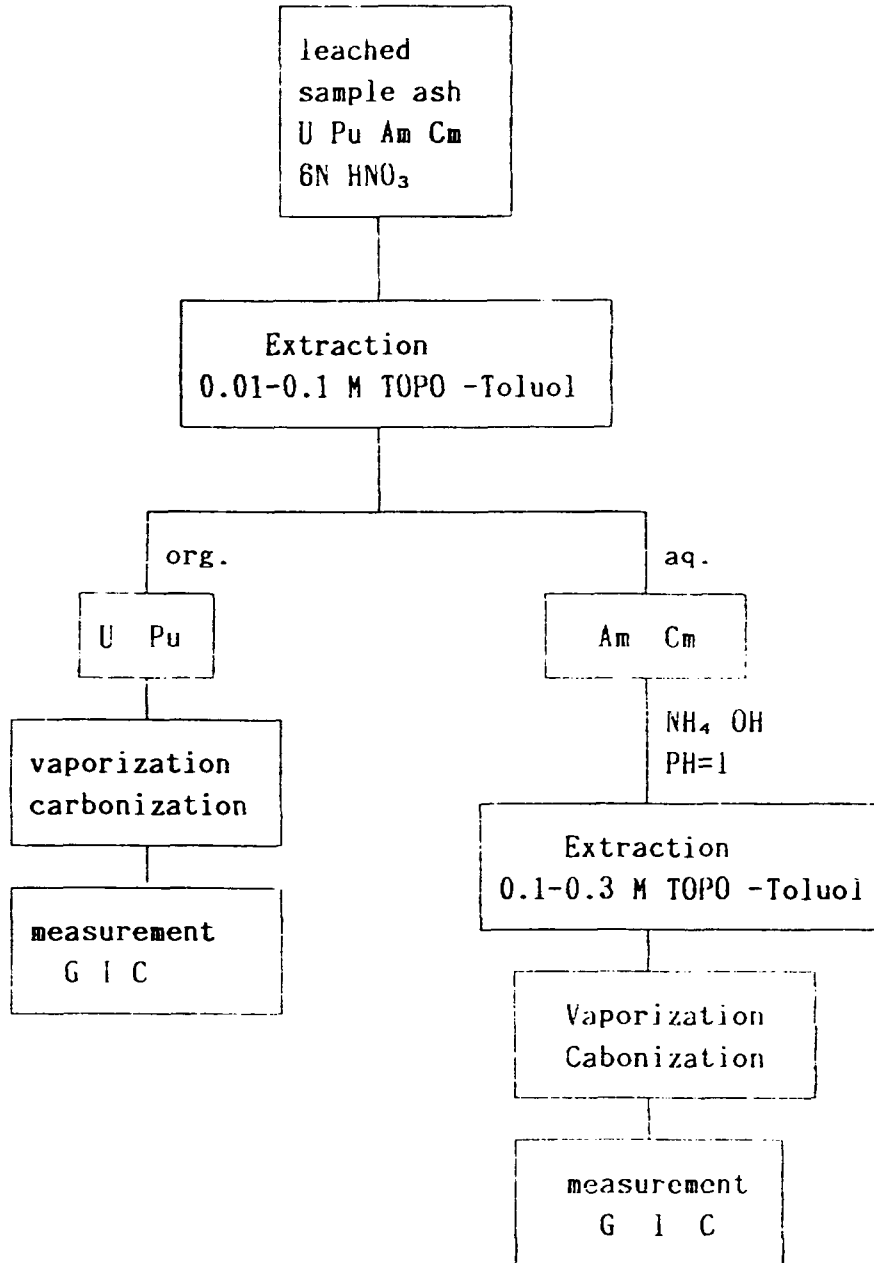 leached
sample ash
U Pu Am Cm
6N HNO₃
Extraction
0.01-0.1 M TOPO -Toluol
org.
aq.
U Pu
Am Cm
NH₄ OH
PH=1
vaporization
carbonization
Extraction
0.1-0.3 M TOPO -Toluol
measurement
G I C
Vaporization
Cabonization
measurement
G I C